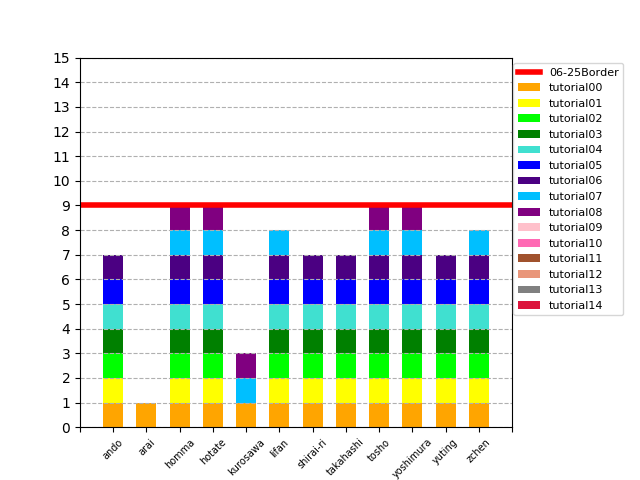 15
14
13
12
11
10
9
8
7
6
5
4
3
2
1
0
ando
arai
homma
hotate
kurosawa
lifan
shirai-ri
takahashi
tosho
yoshimura
yuting
zchen
06-25Border
tutorial00
tutorial01
tutorial02
tutorial03
tutorial04
tutorial05
tutorial06
tutorial07
tutorial08
tutorial09
tutorial10
tutorial11
tutorial12
tutorial13
tutorial14